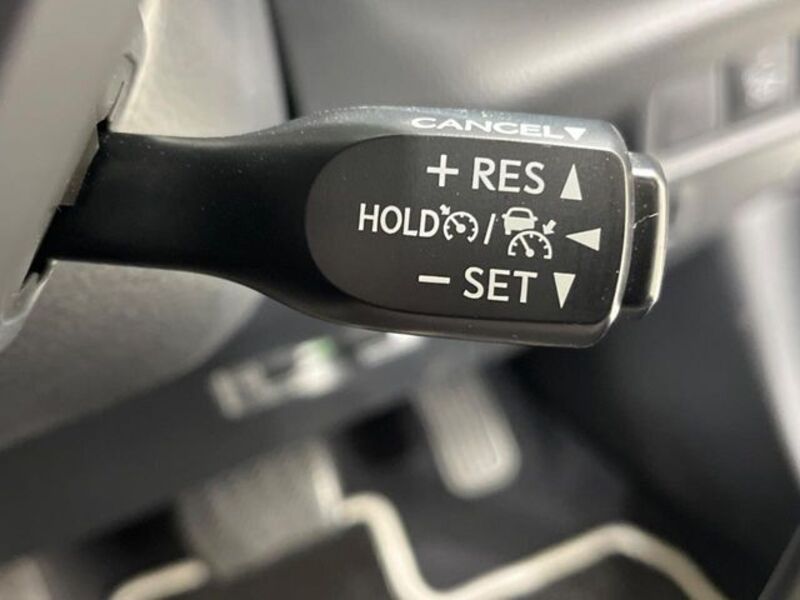 CANCEL▼
+ RES ▲
HOLD / ◀
− SET ▼